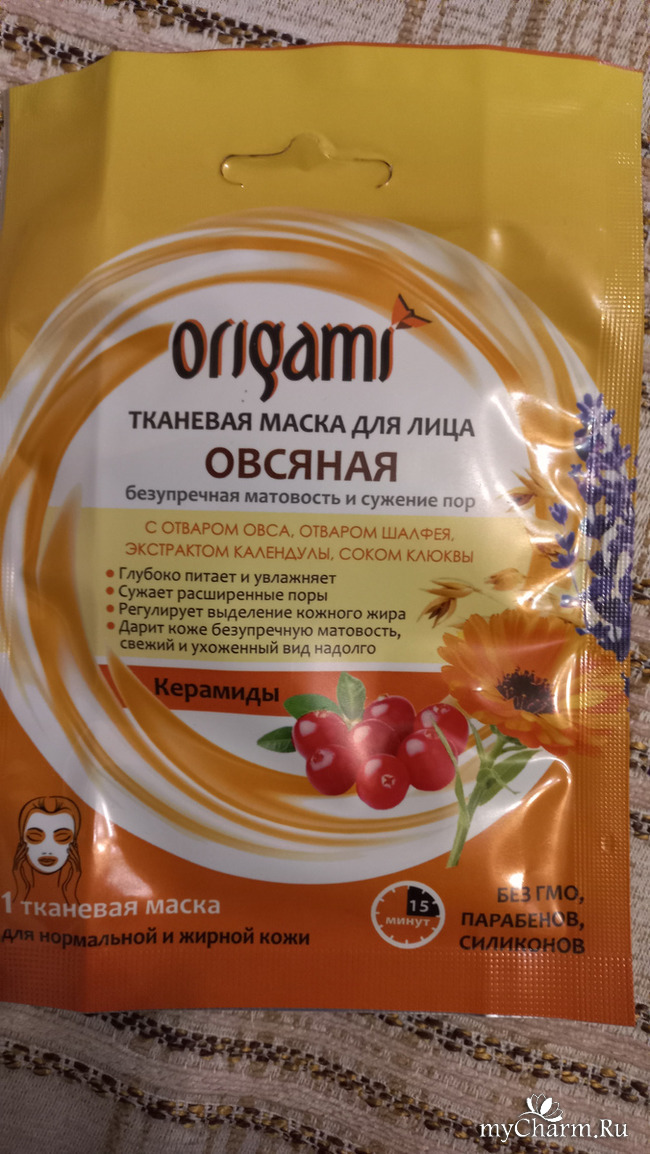 origami
ТКАНЕВАЯ МАСКА ДЛЯ ЛИЦА
ОВСЯНАЯ
безупречная матовость и сужение пор
С ОТВАРОМ ОВСА, ОТВАРОМ ШАЛФЕЯ,
ЭКСТРАКТОМ КАЛЕНДУЛЫ, СОКОМ КЛЮКВЫ
• Глубоко питает и увлажняет
• Сужает расширенные поры
• Регулирует выделение кожного жира
• Дарит коже безупречную матовость,
свежий и ухоженный вид надолго
Керамиды
1 тканевая маска
для нормальной и жирной кожи
15
минут
БЕЗ ГМО,
ПАРАБЕНОВ,
СИЛИКОНОВ
myCharm.Ru